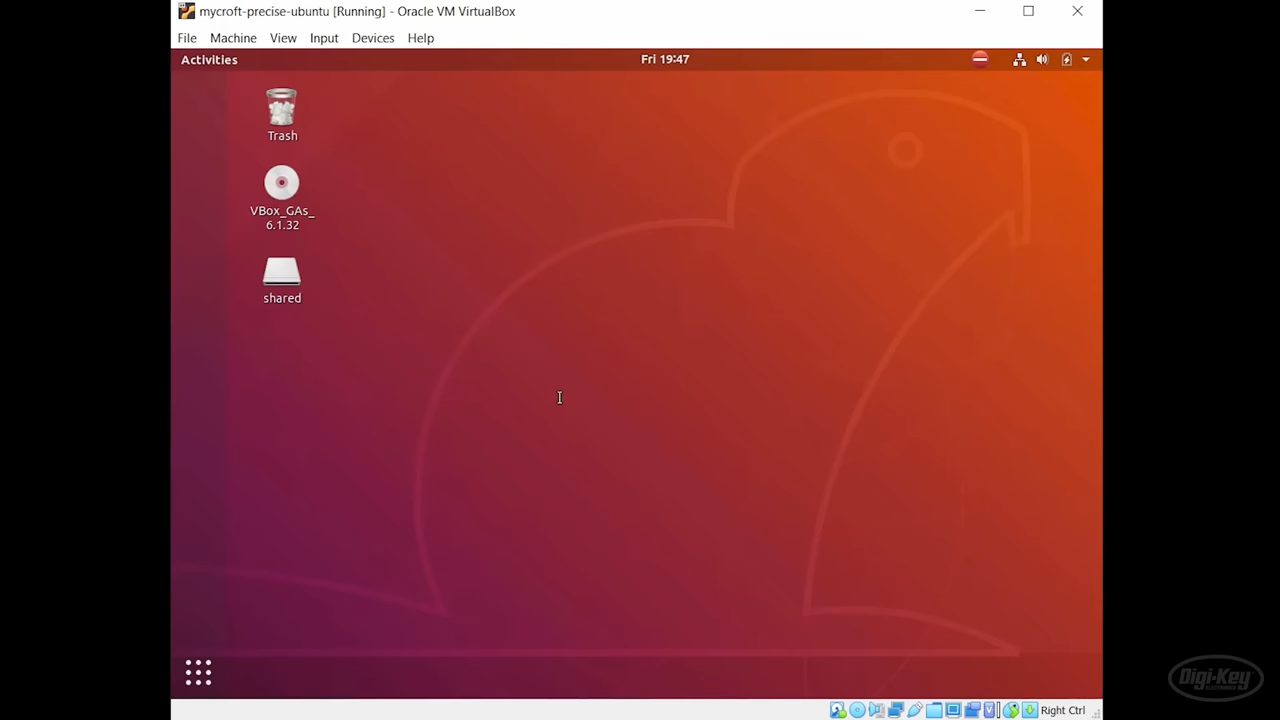 mycroft-precise-ubuntu [Running] - Oracle VM VirtualBox
File Machine View Input Devices Help
Activities Fri 19:47
Trash
VBox_GAs_
6.1.32
shared
Right Ctrl
Digi-Key
ELECTRONICS